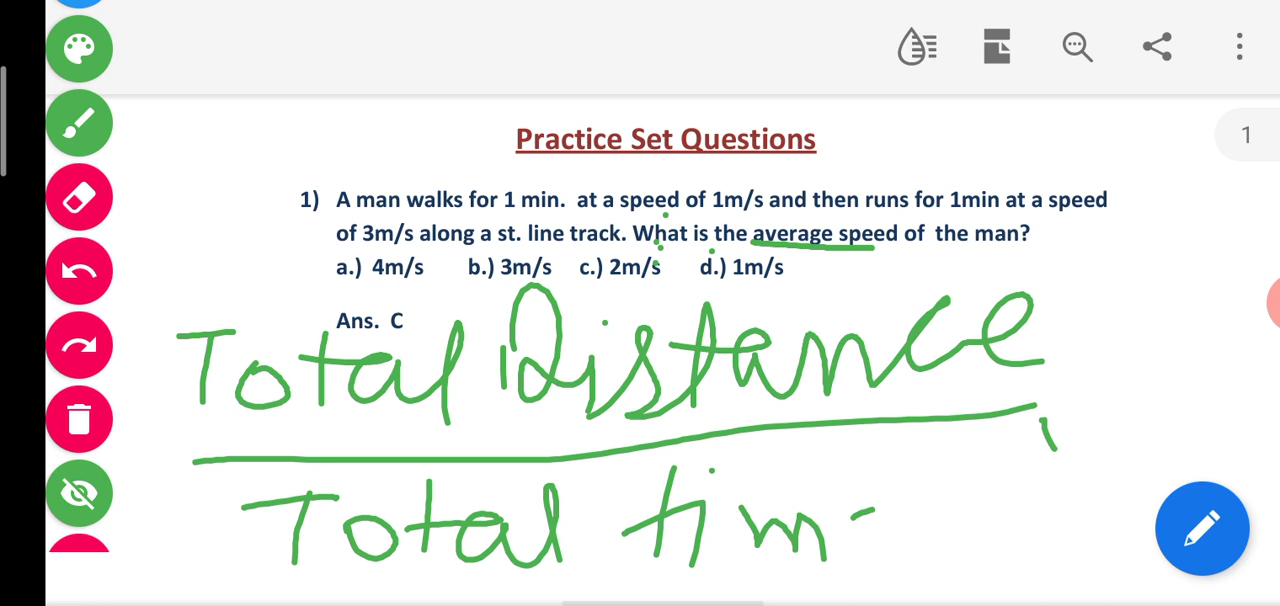 1
Practice Set Questions
1) A man walks for 1 min. at a speed of 1m/s and then runs for 1min at a speed
of 3m/s along a st. line track. What is the average speed of the man?
a.) 4m/s b.) 3m/s c.) 2m/s d.) 1m/s
Ans. C
Total Distance
Total tim